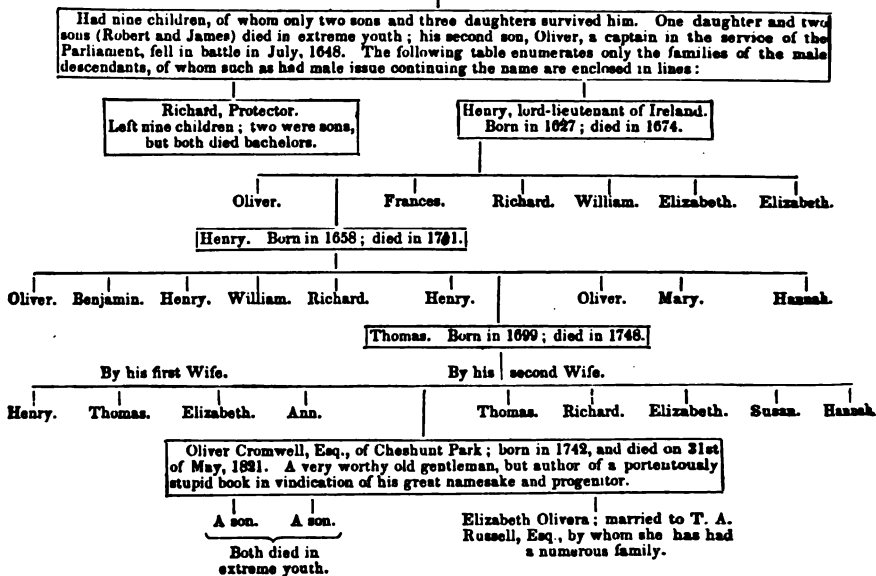 Had nine children, of whom only two sons and three daughters survived him. One daughter and two
sons (Robert and James) died in extreme youth; his second son, Oliver, a captain in the service of the
Parliament, fell in battle in July, 1648. The following table enumerates only the families of the male
descendants, of whom such as had male issue continuing the name are enclosed in lines:
Richard, Protector.
Left nine children; two were sons,
but both died bachelors.
Henry, lord-lieutenant of Ireland.
Born in 1627; died in 1674.
Oliver. Frances. Richard. William. Elizabeth. Elizabeth.
Henry. Born in 1658; died in
Oliver. Benjamin. Henry. William. Richard. Henry. Oliver. Mary. Hannah.
Thomas. Born in 1699; died in 1748.
By his first Wife. By his second Wife.
Henry. Thomas. Elizabeth. Ann. Thomas. Richard. Elizabeth. Susan. Hannah
Oliver Cromwell, Esq., of Cheshunt Park; born in 1742, and died on 31st
of May, 1821. A very worthy old gentleman, but author of a portentously
stupid book in vindication of his great namesake and progenitor.
A son. A son.
Both died in
extreme youth.
Elizabeth Olivera; married to T. A.
Russell, Esq., by whom she has had
a numerous family.